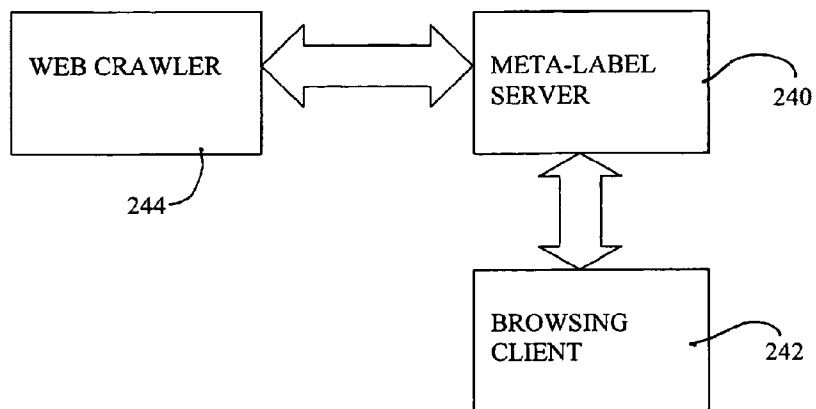 WEB CRAWLER
META-LABEL
SERVER
240
244
BROWSING
CLIENT
242